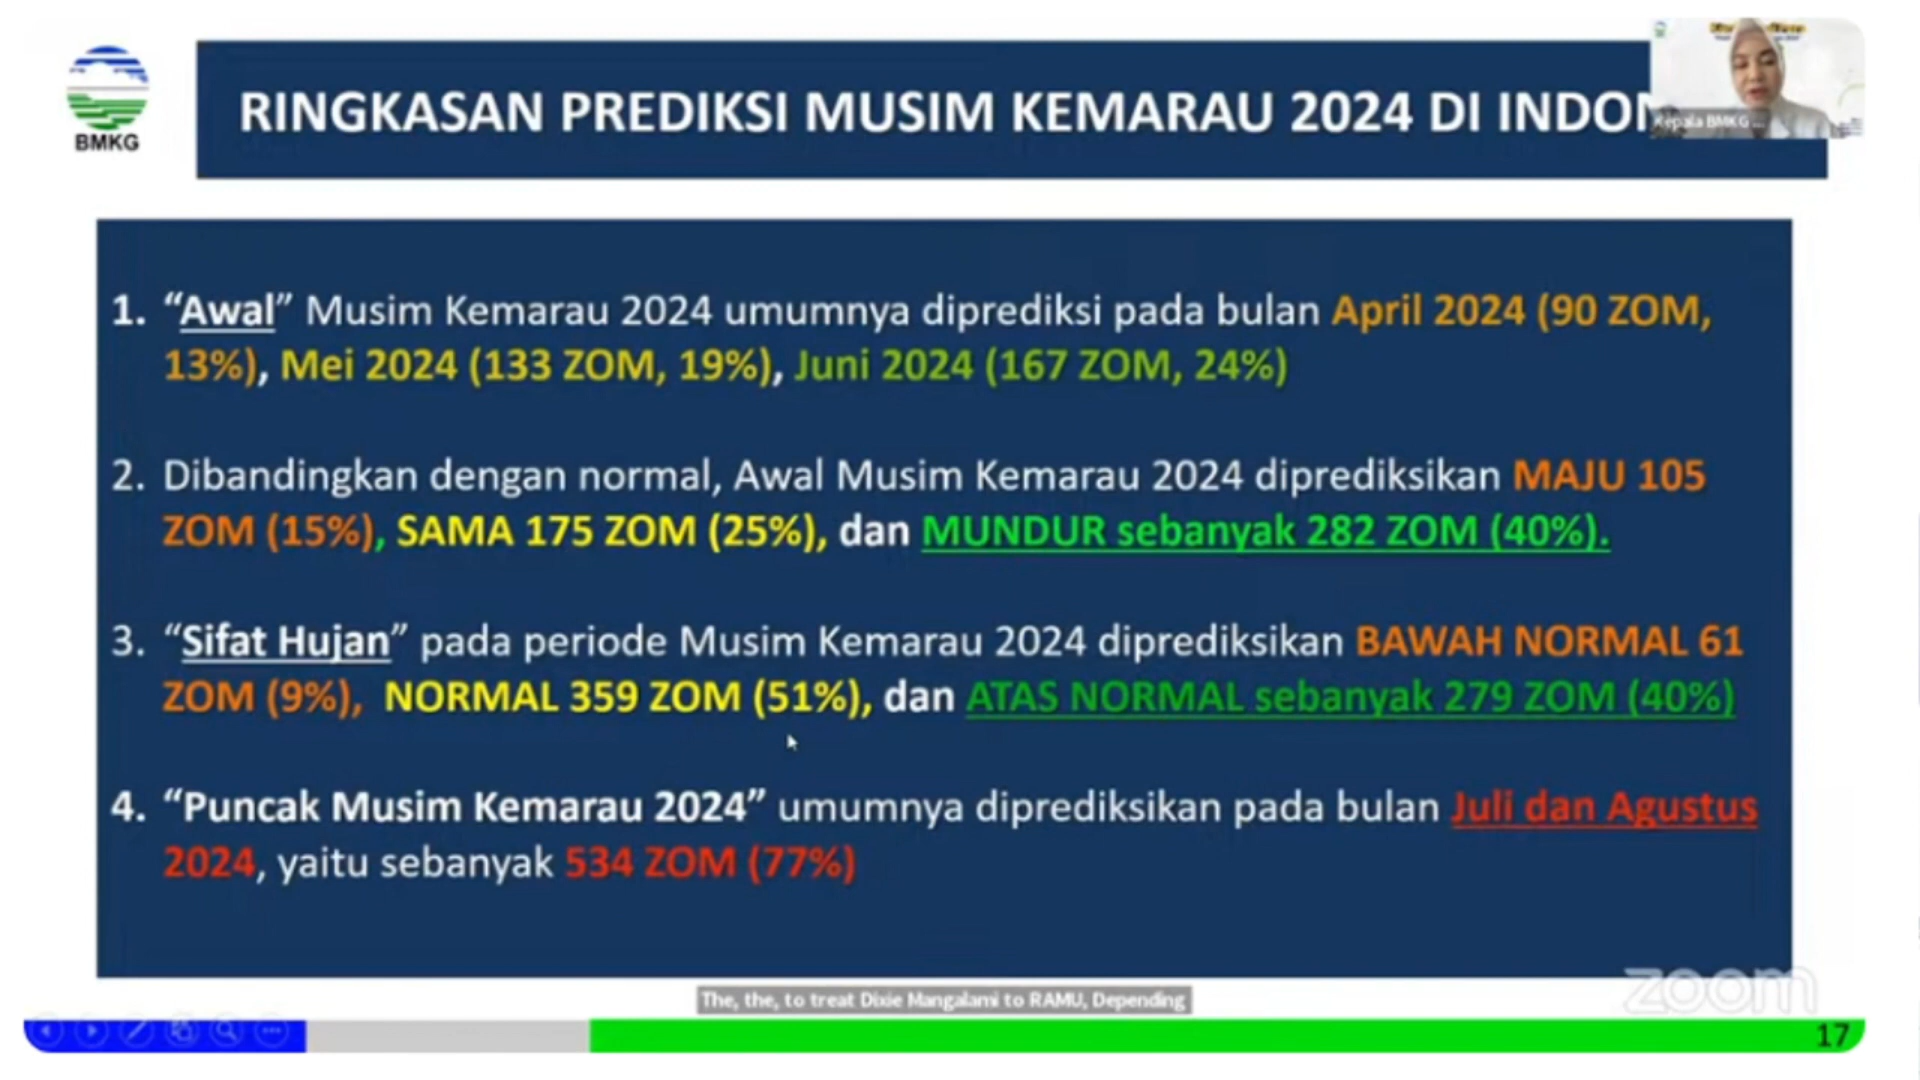 BMKG
RINGKASAN PREDIKSI MUSIM KEMARAU 2024 DI INDON
Kepala BMKG ...
1. “Awal” Musim Kemarau 2024 umumnya diprediksi pada bulan April 2024 (90 ZOM,
13%), Mei 2024 (133 ZOM, 19%), Juni 2024 (167 ZOM, 24%)
2. Dibandingkan dengan normal, Awal Musim Kemarau 2024 diprediksikan MAJU 105
ZOM (15%), SAMA 175 ZOM (25%), dan MUNDUR sebanyak 282 ZOM (40%).
3. “Sifat Hujan” pada periode Musim Kemarau 2024 diprediksikan BAWAH NORMAL 61
ZOM (9%), NORMAL 359 ZOM (51%), dan ATAS NORMAL sebanyak 279 ZOM (40%)
4. “Puncak Musim Kemarau 2024” umumnya diprediksikan pada bulan Juli dan Agustus
2024, yaitu sebanyak 534 ZOM (77%)
zoom
The, the, to treat Dixie Mangalami to RAMU, Depending
17